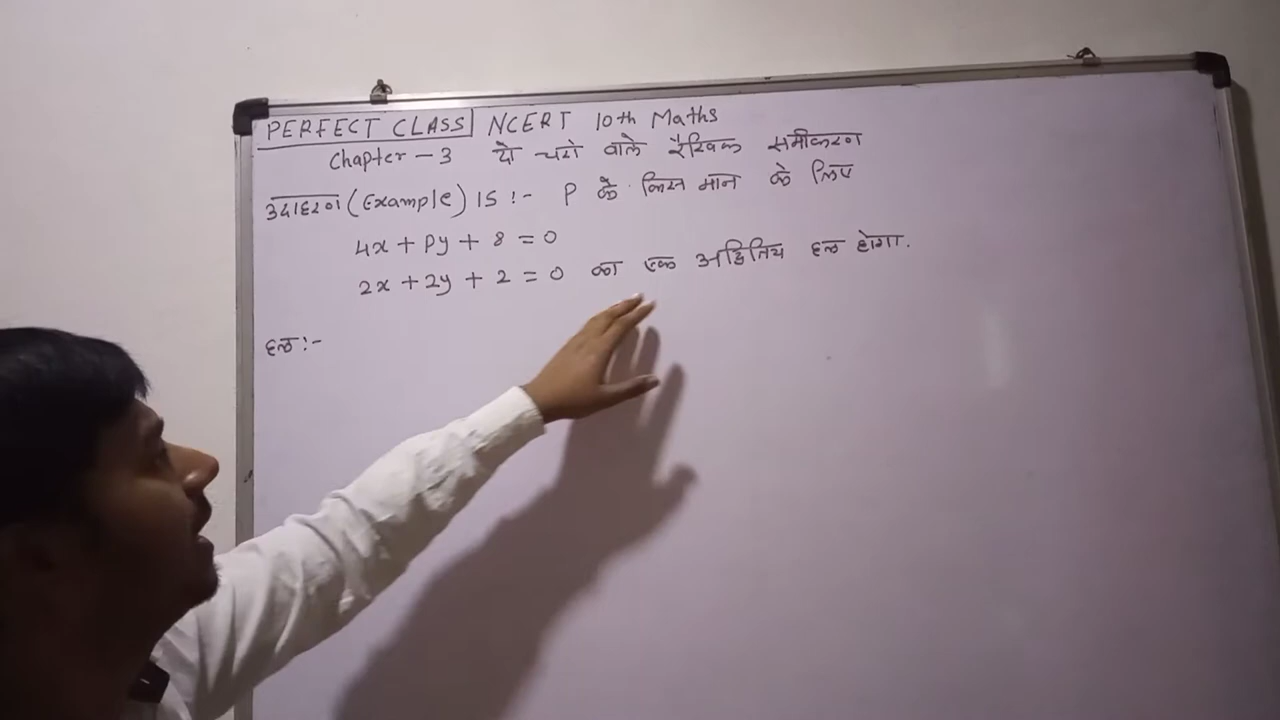 PERFECT CLASS NCERT 10th Maths
Chapter - 3 दो चरों वाले रैखिक समीकरण
उदाहरण (Example) 15 :- P के किस मान के लिए
4x + Py + 8 = 0
2x + 2y + 2 = 0 का एक अद्वितिय हल होगा.
हल :-